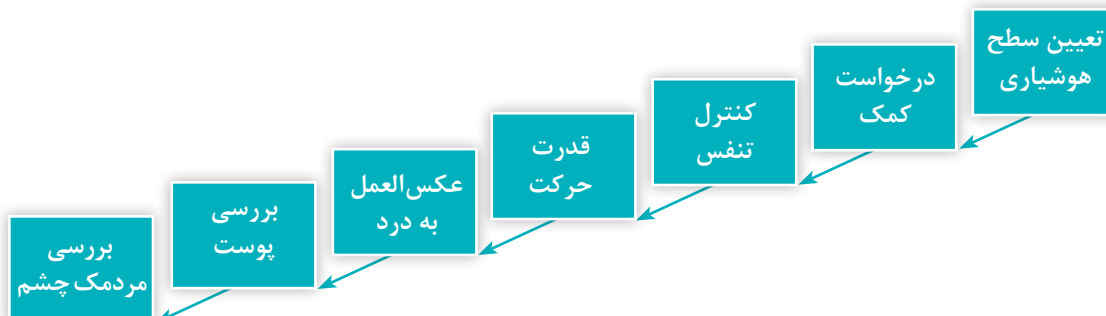 تعیین سطح
هوشیاری
درخواست
کمک
کنترل
تنفس
قدرت
حرکت
عکس‌العمل
به درد
بررسی
پوست
بررسی
مردمک چشم